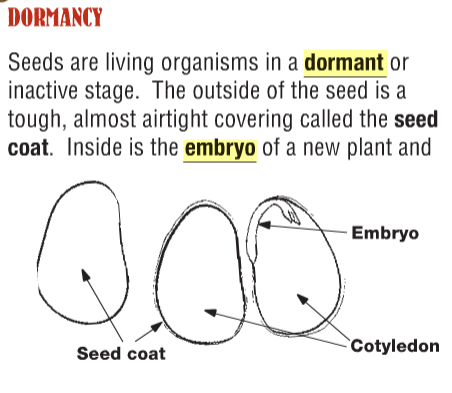 DORMANCY
Seeds are living organisms in a dormant or
inactive stage.  The outside of the seed is a
tough, almost airtight covering called the seed
coat.  Inside is the embryo of a new plant and
Embryo
Cotyledon
Seed coat